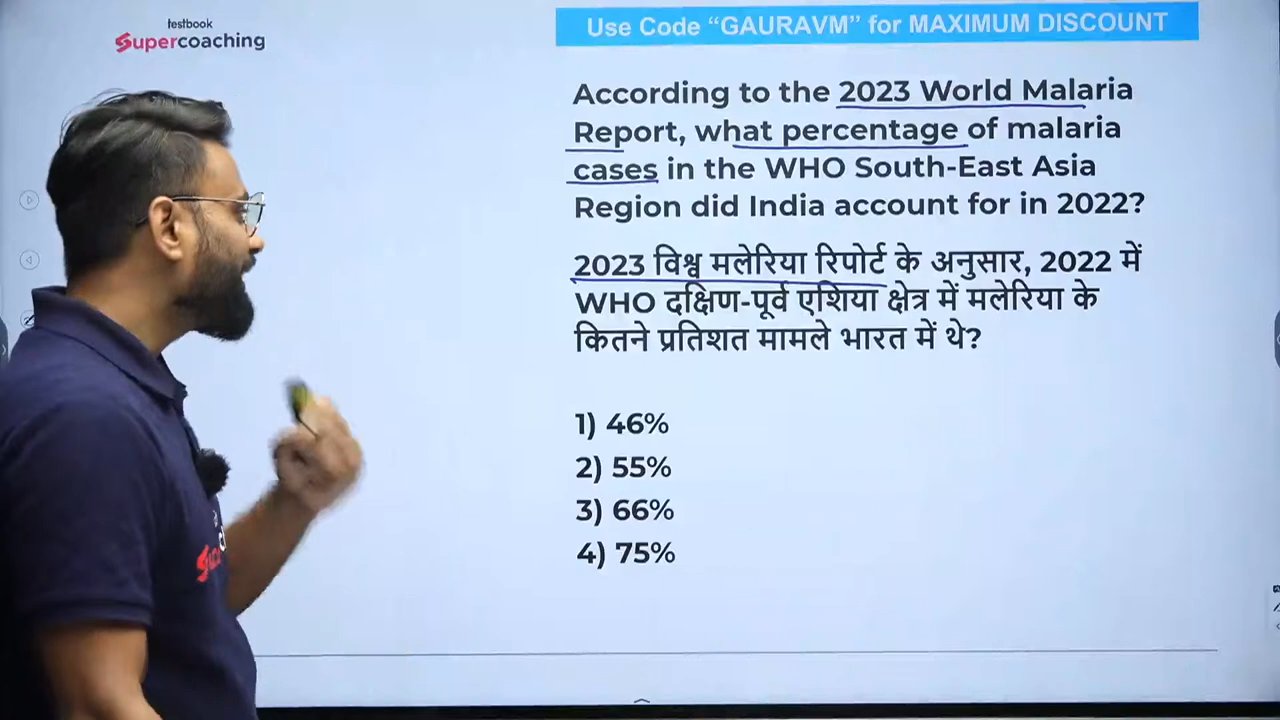 testbook
Supercoaching
Use Code “GAURAVM” for MAXIMUM DISCOUNT
According to the 2023 World Malaria
Report, what percentage of malaria
cases in the WHO South-East Asia
Region did India account for in 2022?
2023 विश्व मलेरिया रिपोर्ट के अनुसार, 2022 में
WHO दक्षिण-पूर्व एशिया क्षेत्र में मलेरिया के
कितने प्रतिशत मामले भारत में थे?
1) 46%
2) 55%
3) 66%
4) 75%